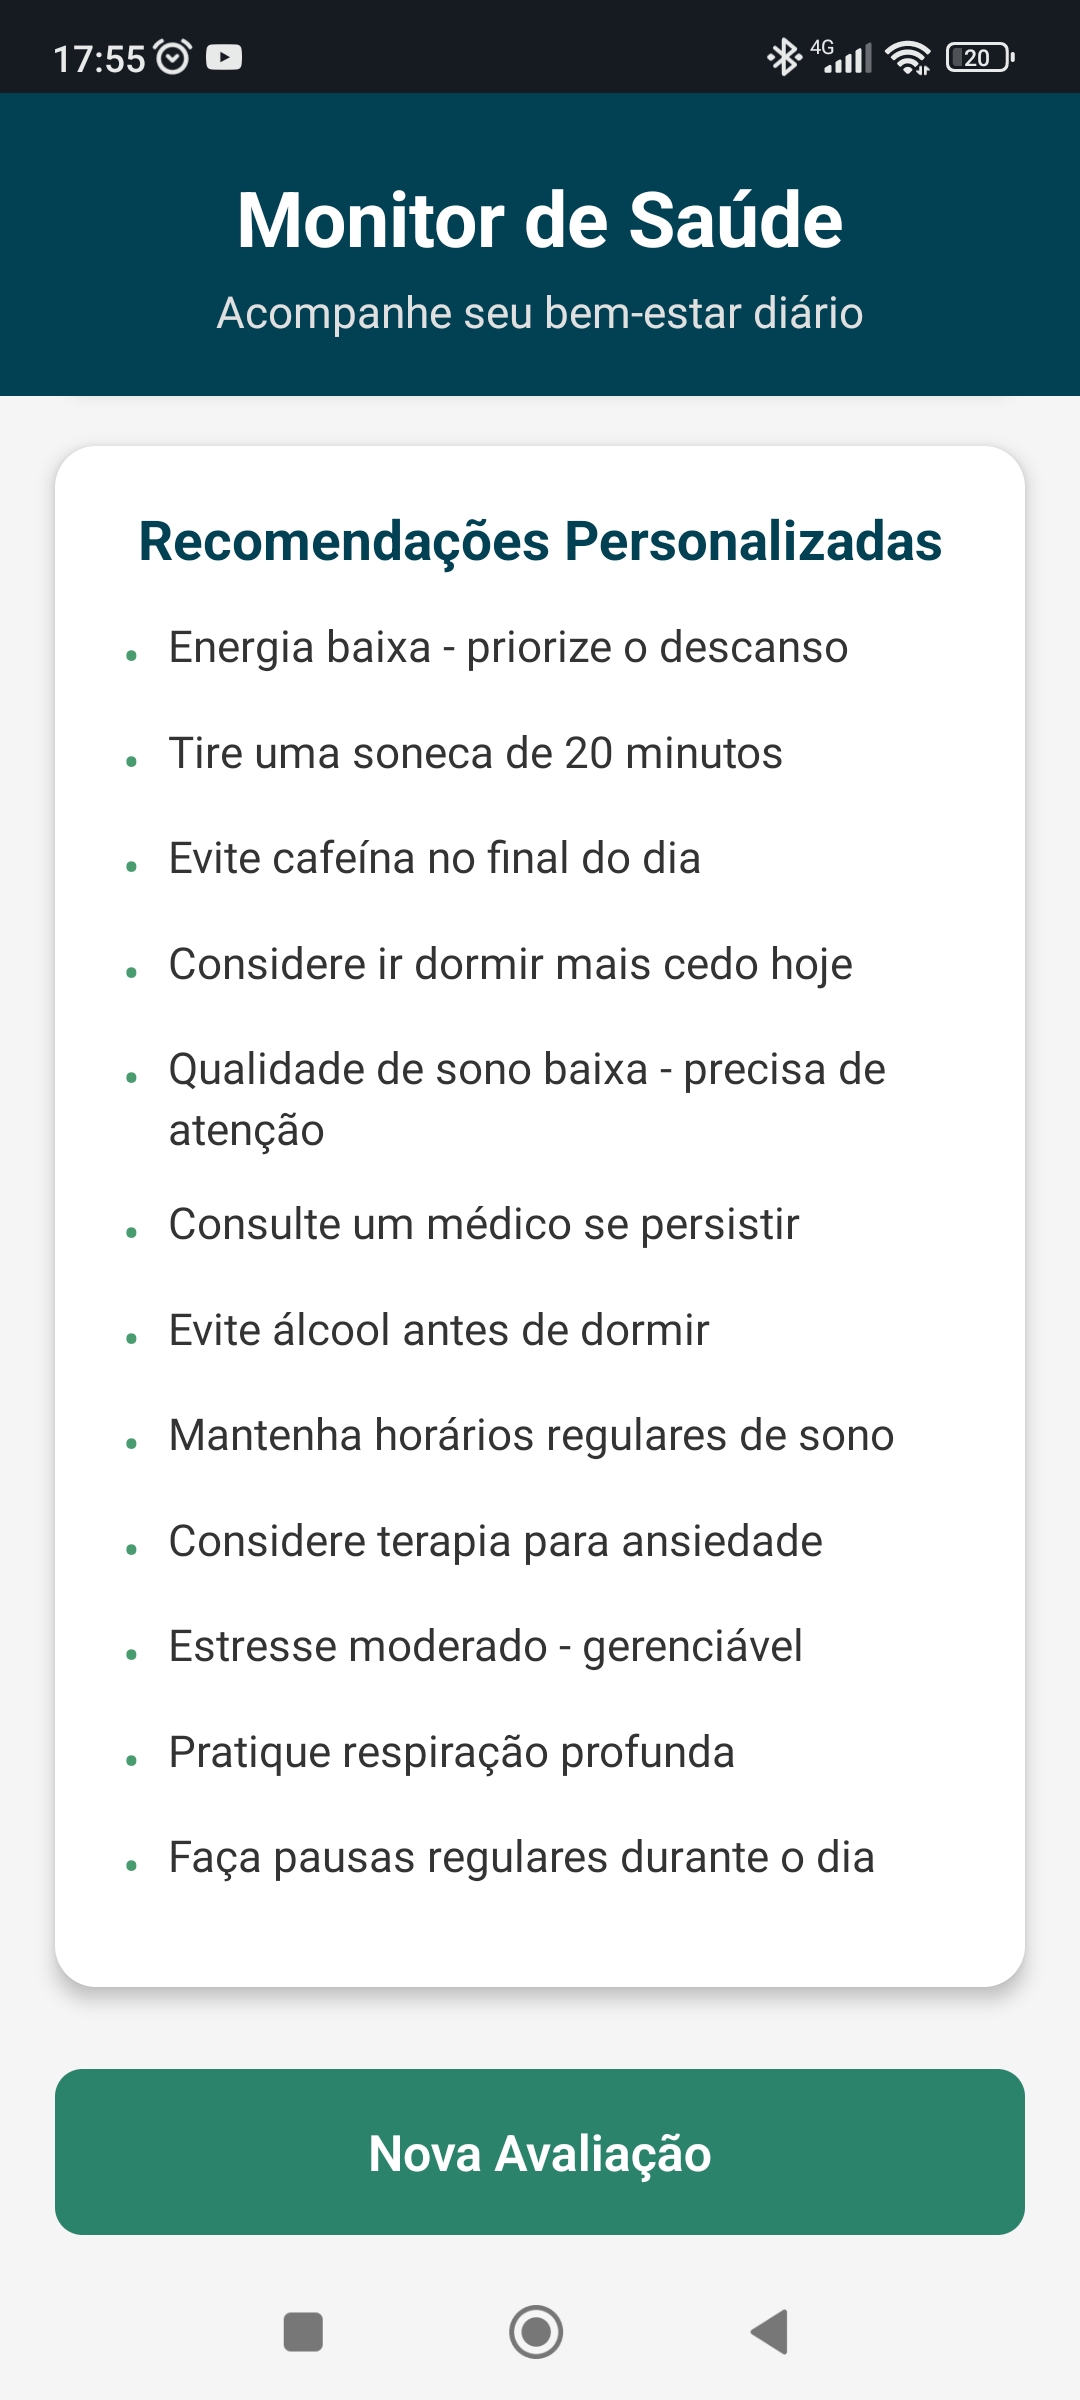 17:55
4G
20
Monitor de Saúde
Acompanhe seu bem-estar diário
Recomendações Personalizadas
• Energia baixa - priorize o descanso
• Tire uma soneca de 20 minutos
• Evite cafeína no final do dia
• Considere ir dormir mais cedo hoje
• Qualidade de sono baixa - precisa de
atenção
• Consulte um médico se persistir
• Evite álcool antes de dormir
• Mantenha horários regulares de sono
• Considere terapia para ansiedade
• Estresse moderado - gerenciável
• Pratique respiração profunda
• Faça pausas regulares durante o dia
Nova Avaliação